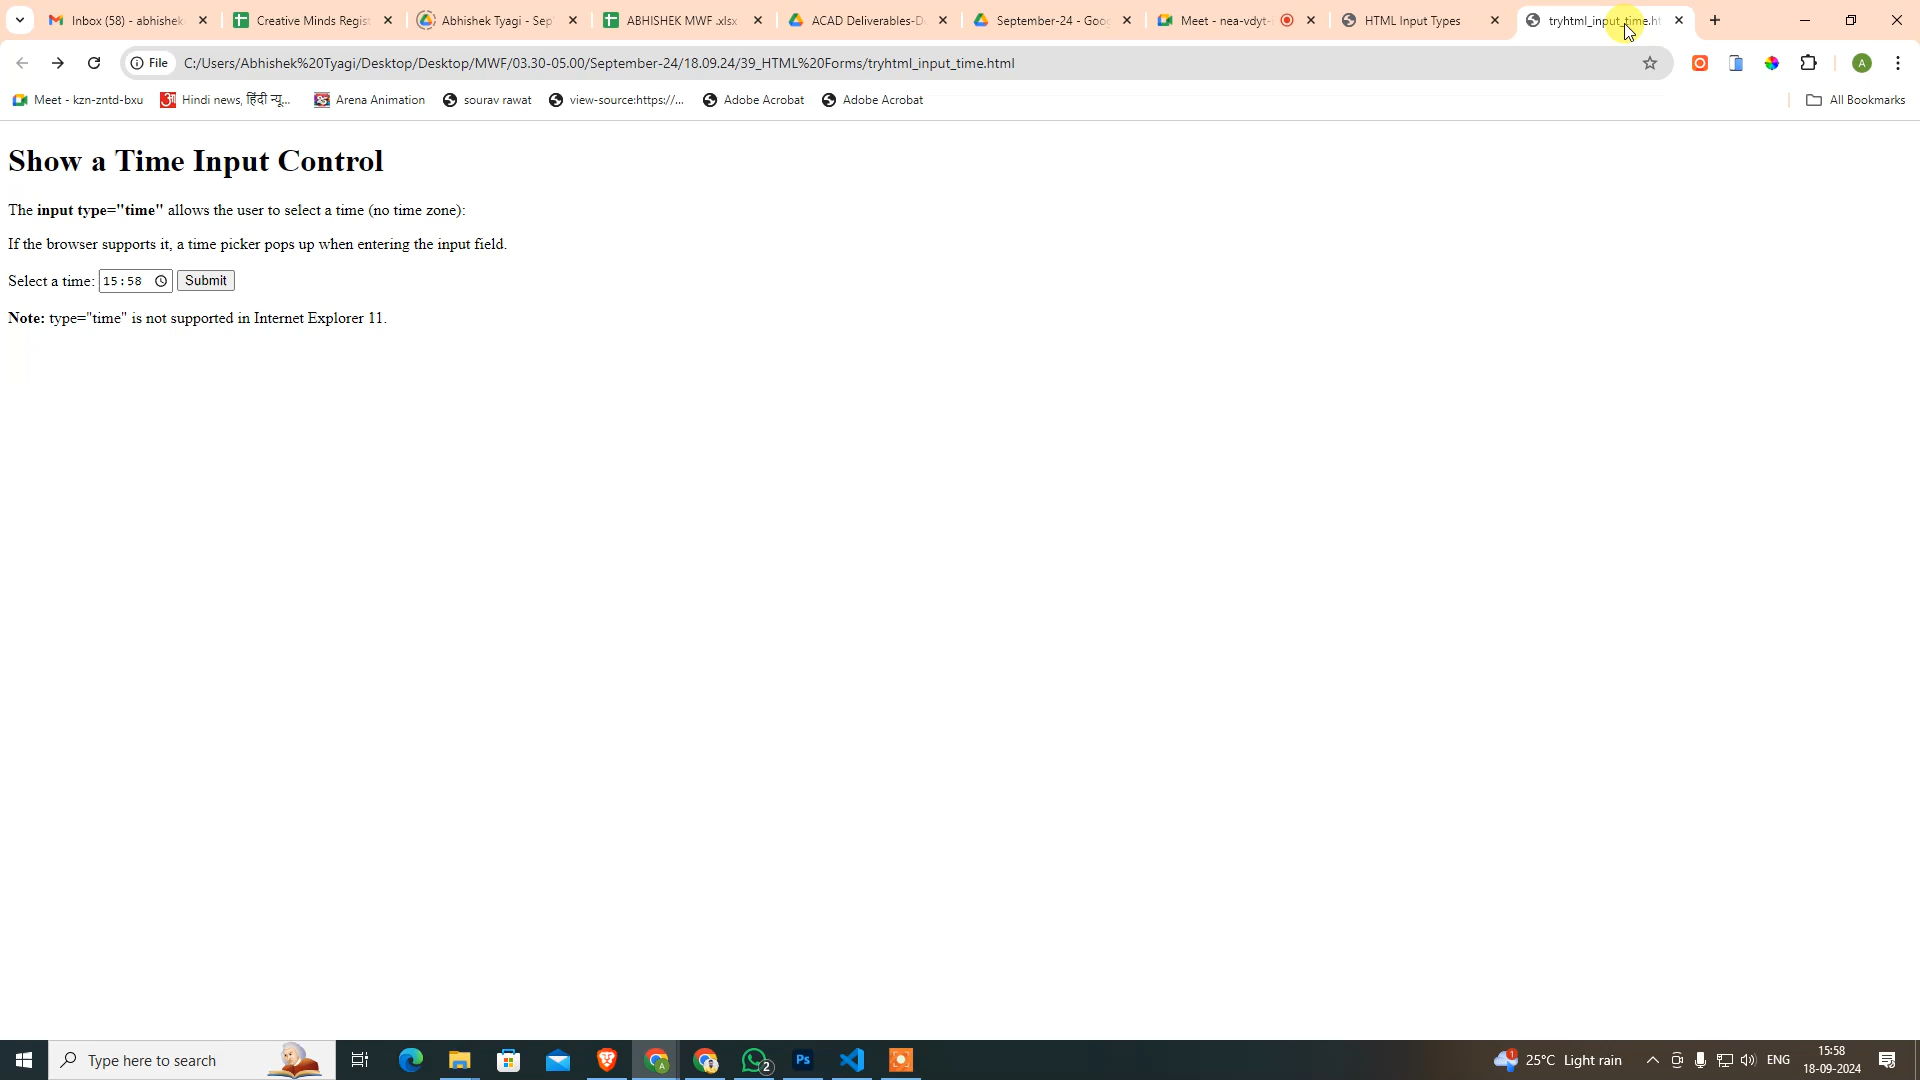 Inbox (58) - abhishek
Creative Minds Regist
Abhishek Tyagi - Sep'
ABHISHEK MWF .xlsx
ACAD Deliverables-D
September-24 - Goo
Meet - nea-vdyt-
HTML Input Types
tryhtml_input_time.ht
File
C:/Users/Abhishek%20Tyagi/Desktop/Desktop/MWF/03.30-05.00/September-24/18.09.24/39_HTML%20Forms/tryhtml_input_time.html
A
Meet - kzn-zntd-bxu
Hindi news, हिंदी न्यू...
Arena Animation
sourav rawat
view-source:https://...
Adobe Acrobat
Adobe Acrobat
All Bookmarks
Show a Time Input Control
The input type="time" allows the user to select a time (no time zone):
If the browser supports it, a time picker pops up when entering the input field.
Select a time: 15:58 Submit
Note: type="time" is not supported in Internet Explorer 11.
Type here to search
A
2
Ps
1
25°C Light rain
ENG
15:58
18-09-2024